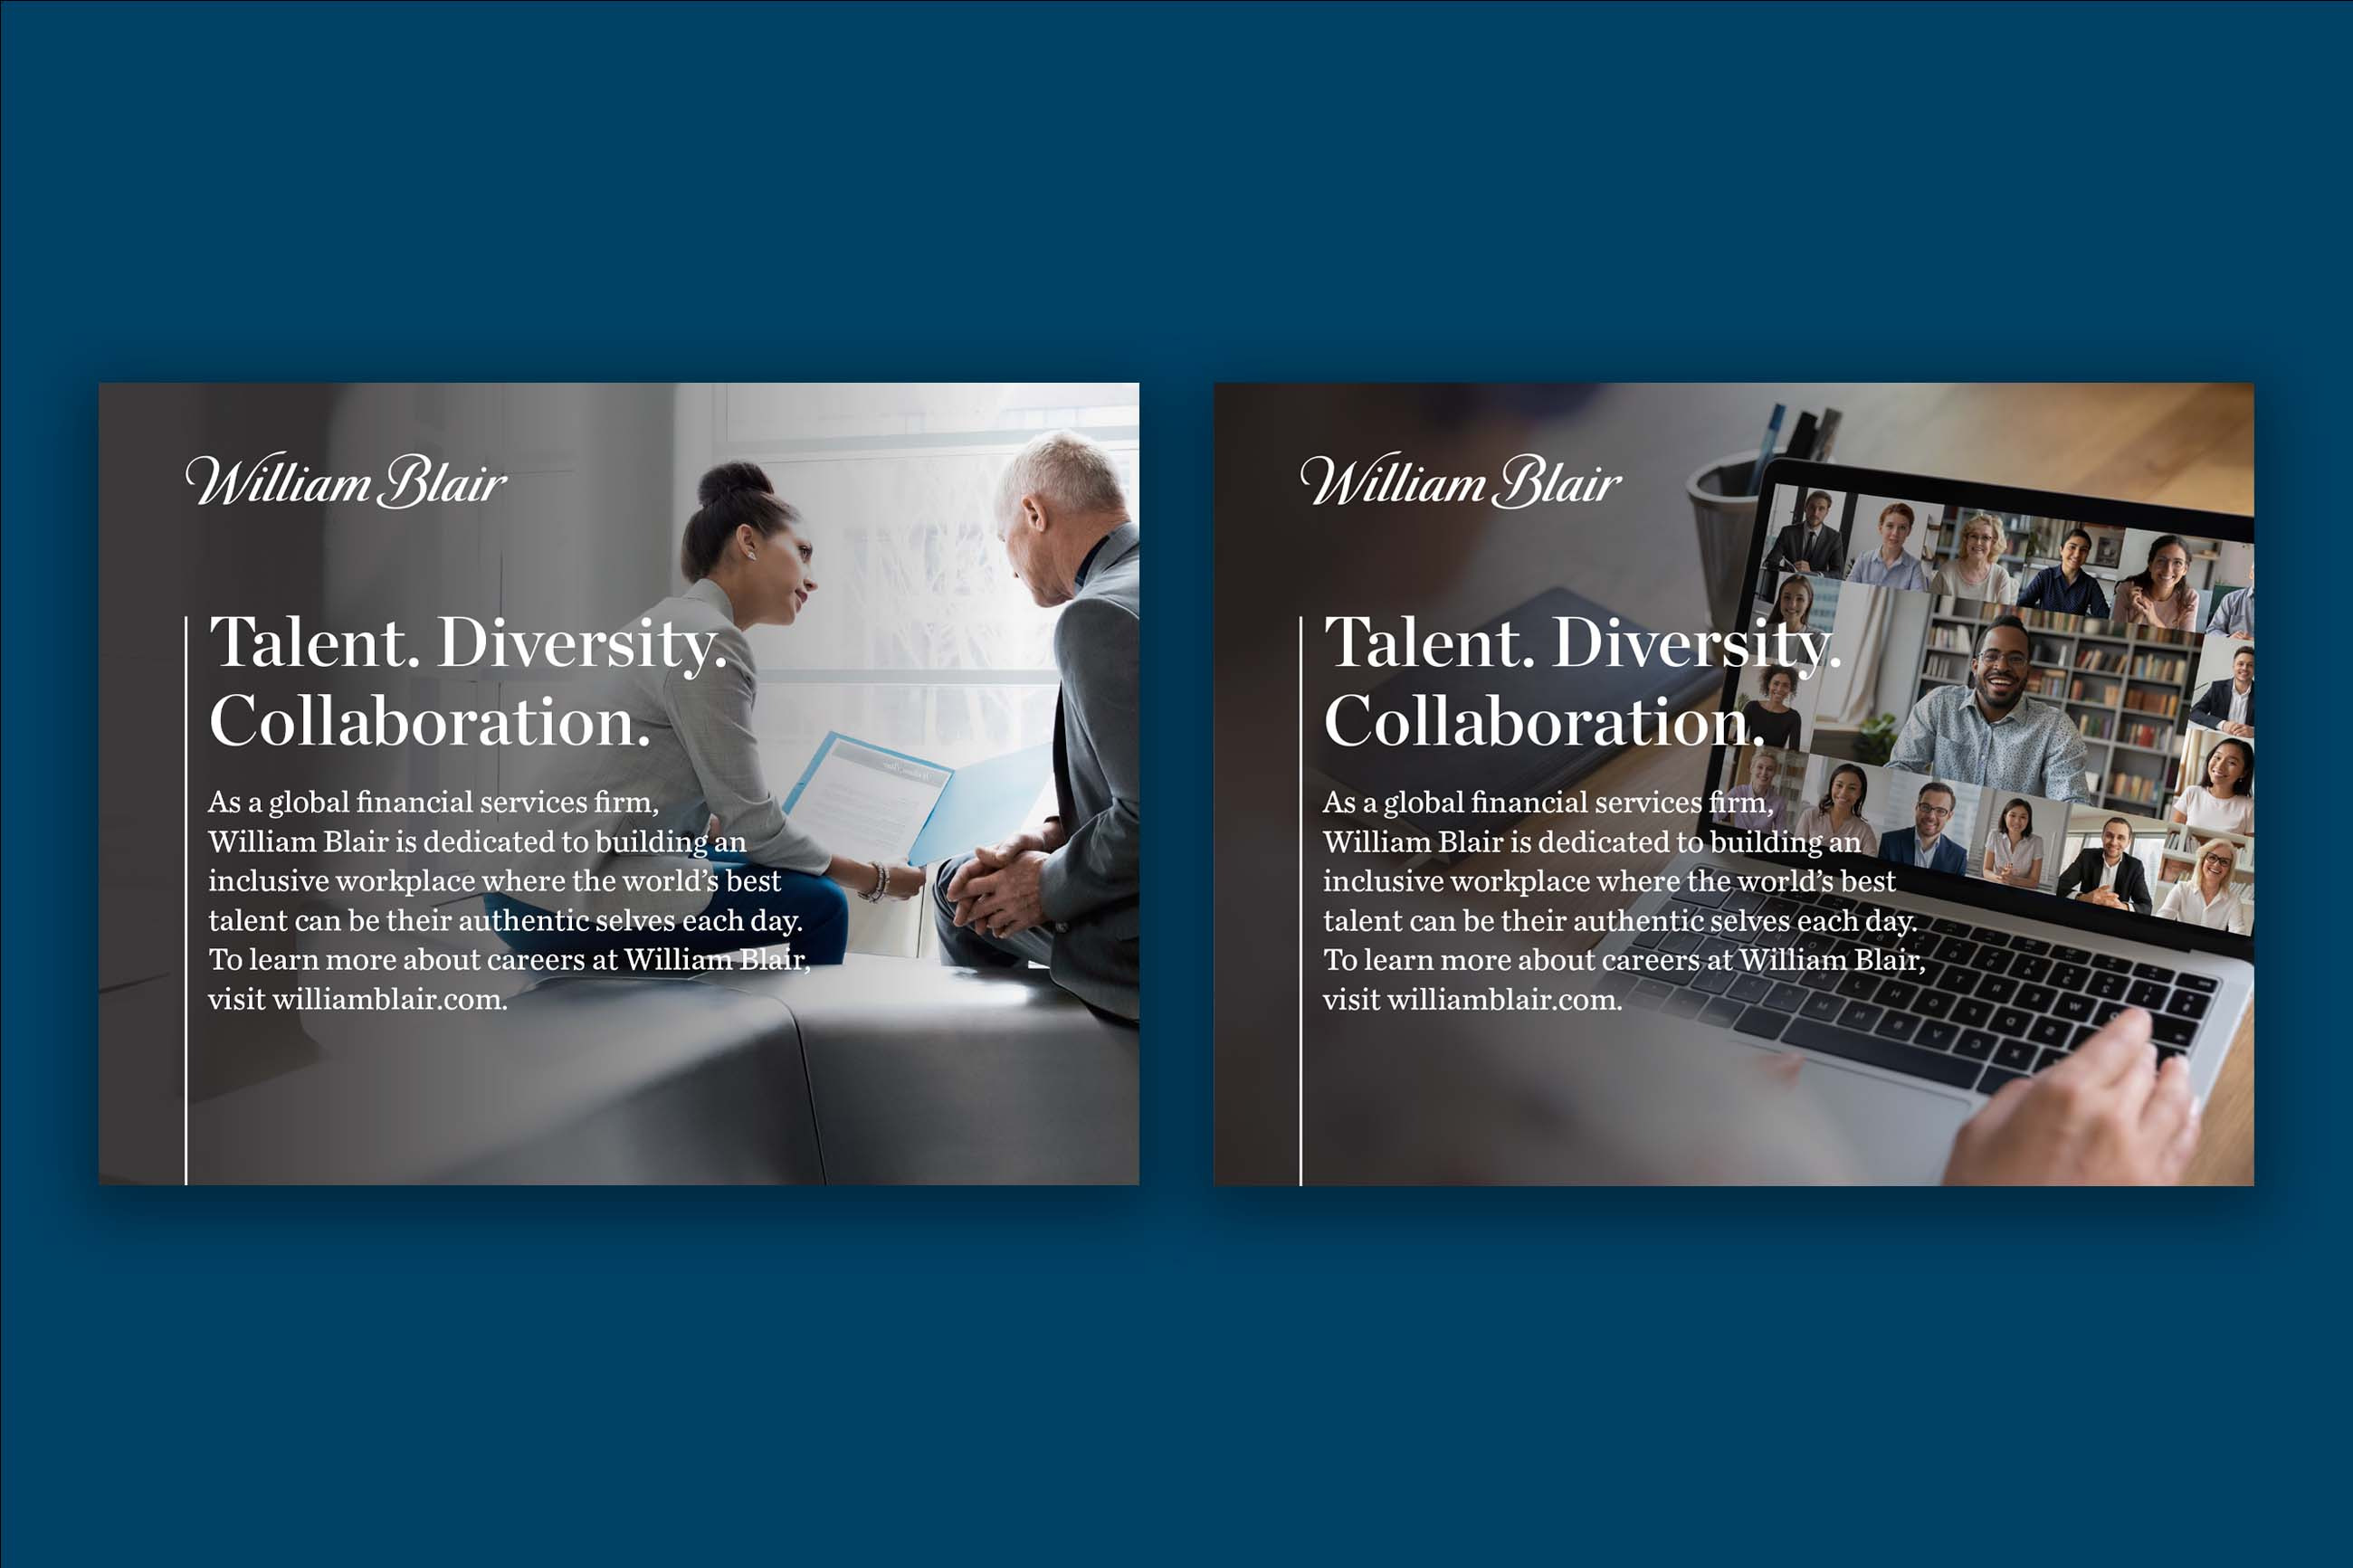 William Blair
Talent. Diversity.
Collaboration.
As a global financial services firm,
William Blair is dedicated to building an
inclusive workplace where the world’s best
talent can be their authentic selves each day.
To learn more about careers at William Blair,
visit williamblair.com.
William Blair
Talent. Diversity.
Collaboration.
As a global financial services firm,
William Blair is dedicated to building an
inclusive workplace where the world’s best
talent can be their authentic selves each day.
To learn more about careers at William Blair,
visit williamblair.com.